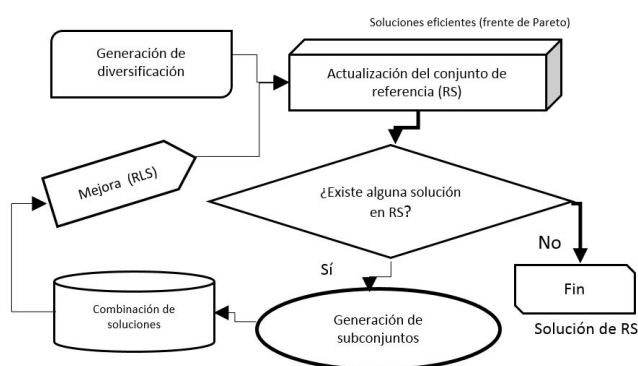 Soluciones eficientes (frente de Pareto)
Generación de
diversificación
Actualización del conjunto de
referencia (RS)
Mejora (RLS)
¿Existe alguna solución
en RS?
No
Sí
Fin
Combinación de
soluciones
Generación de
subconjuntos
Solución de RS